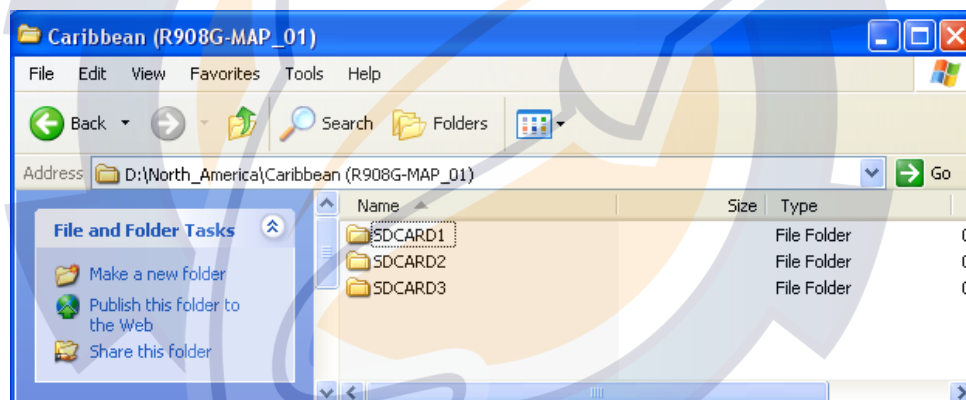 Caribbean (R908G-MAP_01)
File Edit View Favorites Tools Help
Back Search Folders
Address D:\North_America\Caribbean (R908G-MAP_01) Go
Name Size Type
File and Folder Tasks
Make a new folder
Publish this folder to
the Web
Share this folder
SDCARD1 File Folder
SDCARD2 File Folder
SDCARD3 File Folder